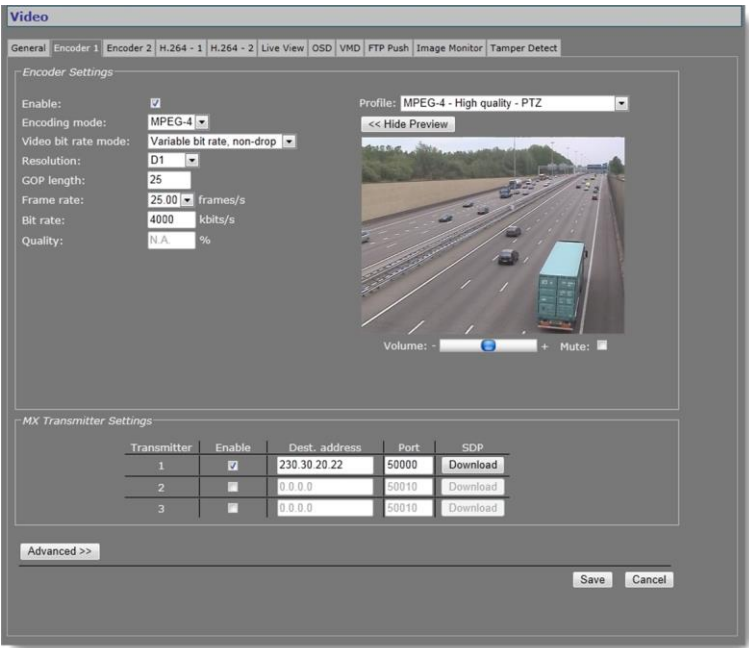 Video
General Encoder 1 Encoder 2 H.264 - 1 H.264 - 2 Live View OSD VMD FTP Push Image Monitor Tamper Detect
Encoder Settings
Enable:
Profile: MPEG-4 - High quality - PTZ
Encoding mode: MPEG-4
<< Hide Preview
Video bit rate mode: Variable bit rate, non-drop
Resolution: D1
GOP length: 25
Frame rate: 25.00 frames/s
Bit rate: 4000 kbits/s
Quality: N.A. %
Volume: - + Mute:
MX Transmitter Settings
Transmitter Enable Dest. address Port SDP
1 230.30.20.22 50000 Download
2 0.0.0.0 50010 Download
3 0.0.0.0 50010 Download
Advanced >>
Save Cancel